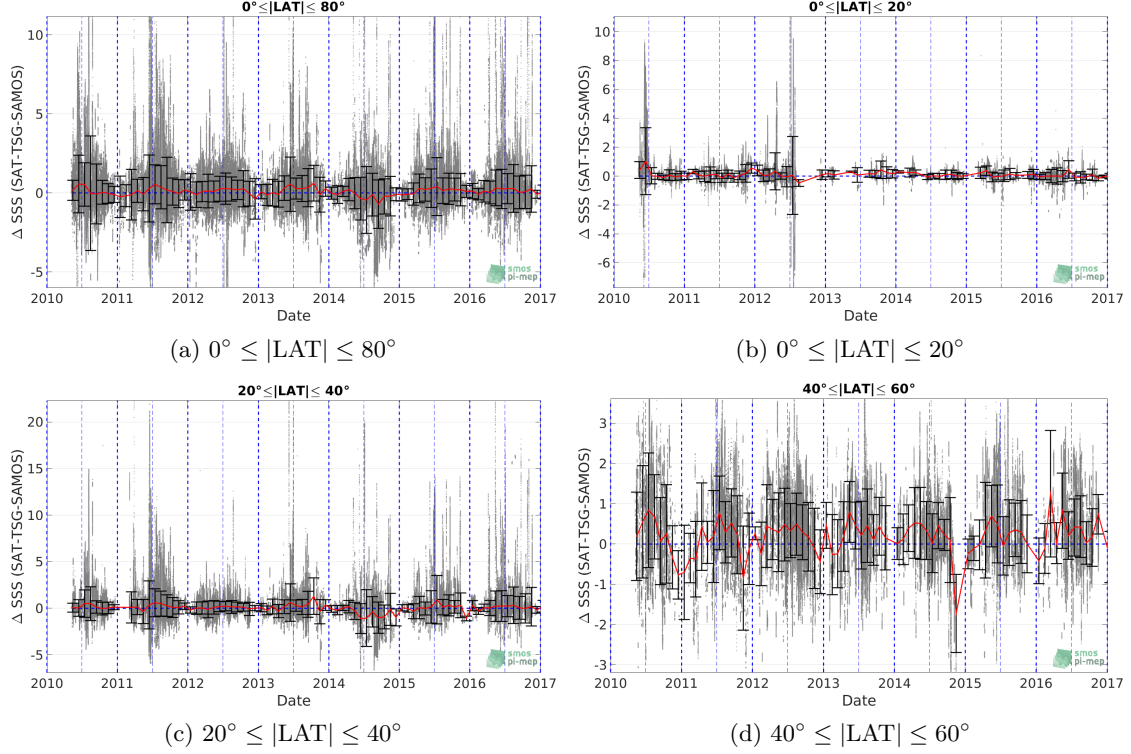 0°≤|LAT|≤ 80°
Δ SSS (SAT-TSG-SAMOS)
10
5
0
-5
2010 2011 2012 2013 2014 2015 2016 2017
Date
smos
pi-mep
(a) 0° ≤ |LAT| ≤ 80°
0°≤|LAT|≤ 20°
Δ SSS (SAT-TSG-SAMOS)
10
8
6
4
2
0
-2
-4
-6
2010 2011 2012 2013 2014 2015 2016 2017
Date
smos
pi-mep
(b) 0° ≤ |LAT| ≤ 20°
20°≤|LAT|≤ 40°
Δ SSS (SAT-TSG-SAMOS)
20
15
10
5
0
-5
2010 2011 2012 2013 2014 2015 2016 2017
Date
smos
pi-mep
(c) 20° ≤ |LAT| ≤ 40°
40°≤|LAT|≤ 60°
Δ SSS (SAT-TSG-SAMOS)
3
2
1
0
-1
-2
-3
2010 2011 2012 2013 2014 2015 2016 2017
Date
smos
pi-mep
(d) 40° ≤ |LAT| ≤ 60°